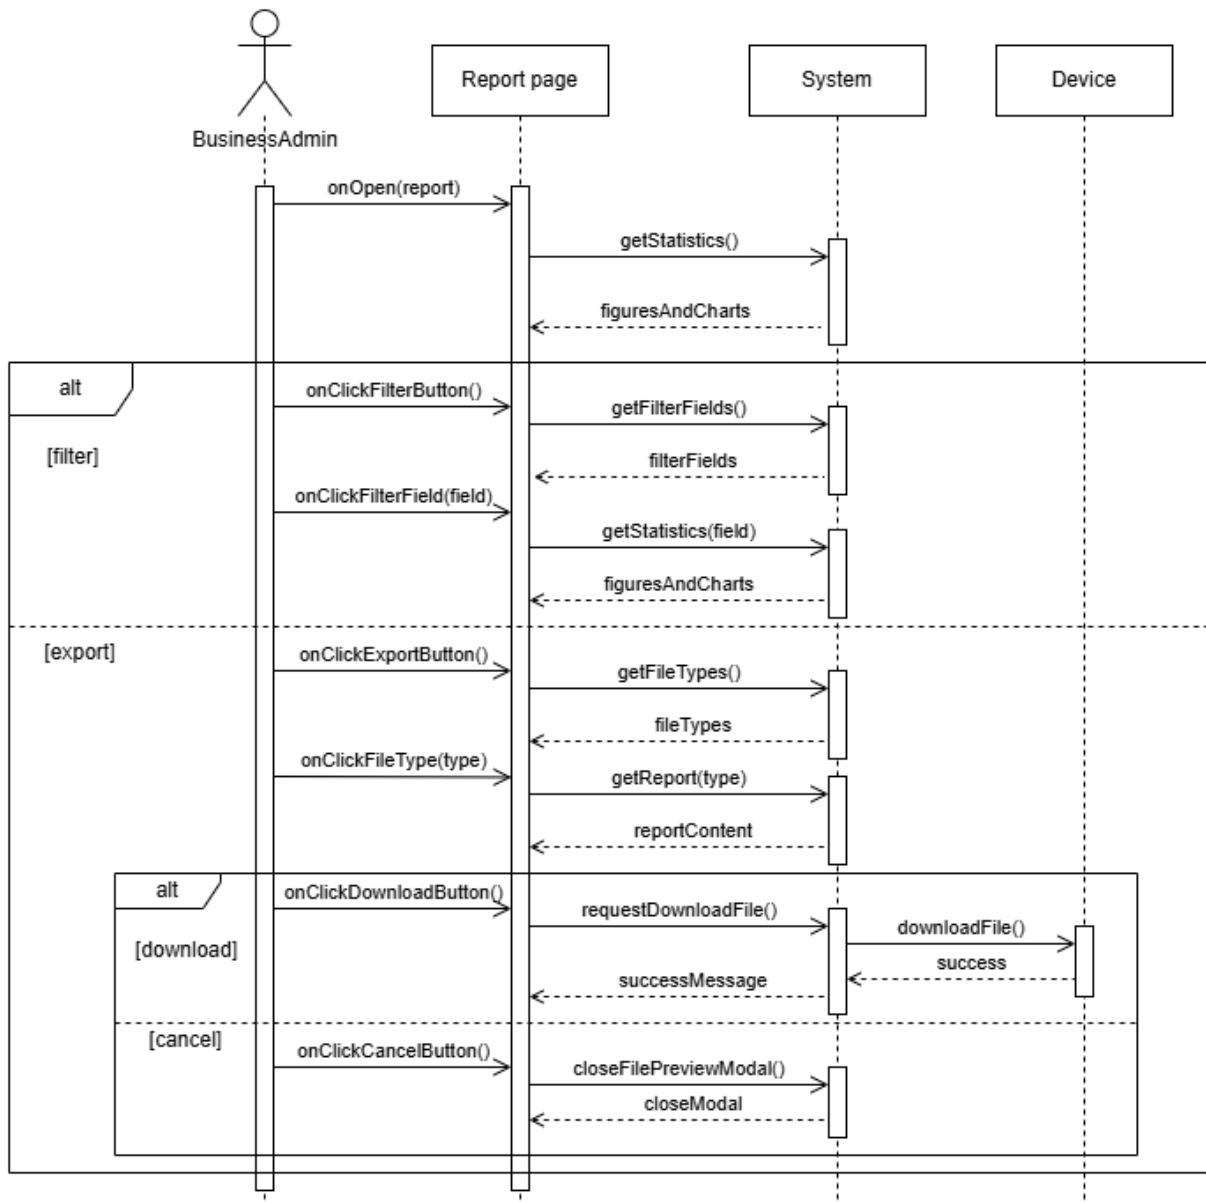 BusinessAdmin
Report page
System
Device
onOpen(report)
getStatistics()
figuresAndCharts
alt
[filter]
onClickFilterButton()
getFilterFields()
filterFields
onClickFilterField(field)
getStatistics(field)
figuresAndCharts
[export]
onClickExportButton()
getFileTypes()
fileTypes
onClickFileType(type)
getReport(type)
reportContent
alt
[download]
onClickDownloadButton()
requestDownloadFile()
downloadFile()
success
successMessage
[cancel]
onClickCancelButton()
closeFilePreviewModal()
closeModal